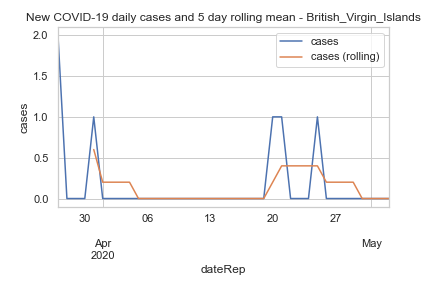 New COVID-19 daily cases and 5 day rolling mean - British_Virgin_Islands
cases
cases (rolling)
2.0
1.5
1.0
0.5
0.0
cases
30
06
13
20
27
Apr
2020
May
dateRep